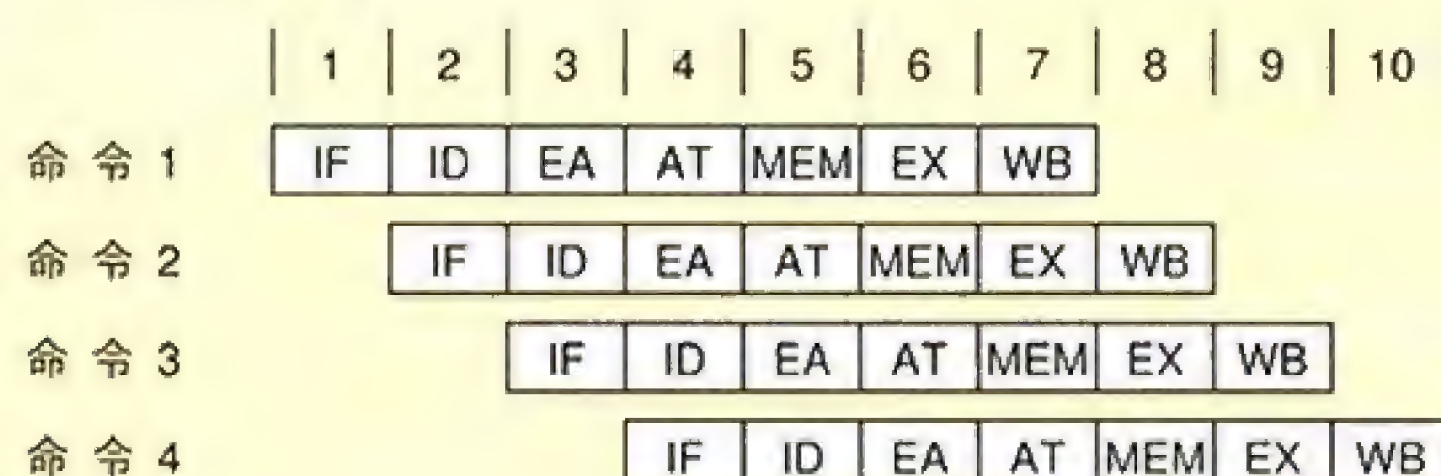 1 2 3 4 5 6 7 8 9 10
命令 1 IF ID EA AT MEM EX WB
命令 2 IF ID EA AT MEM EX WB
命令 3 IF ID EA AT MEM EX WB
命令 4 IF ID EA AT MEM EX WB